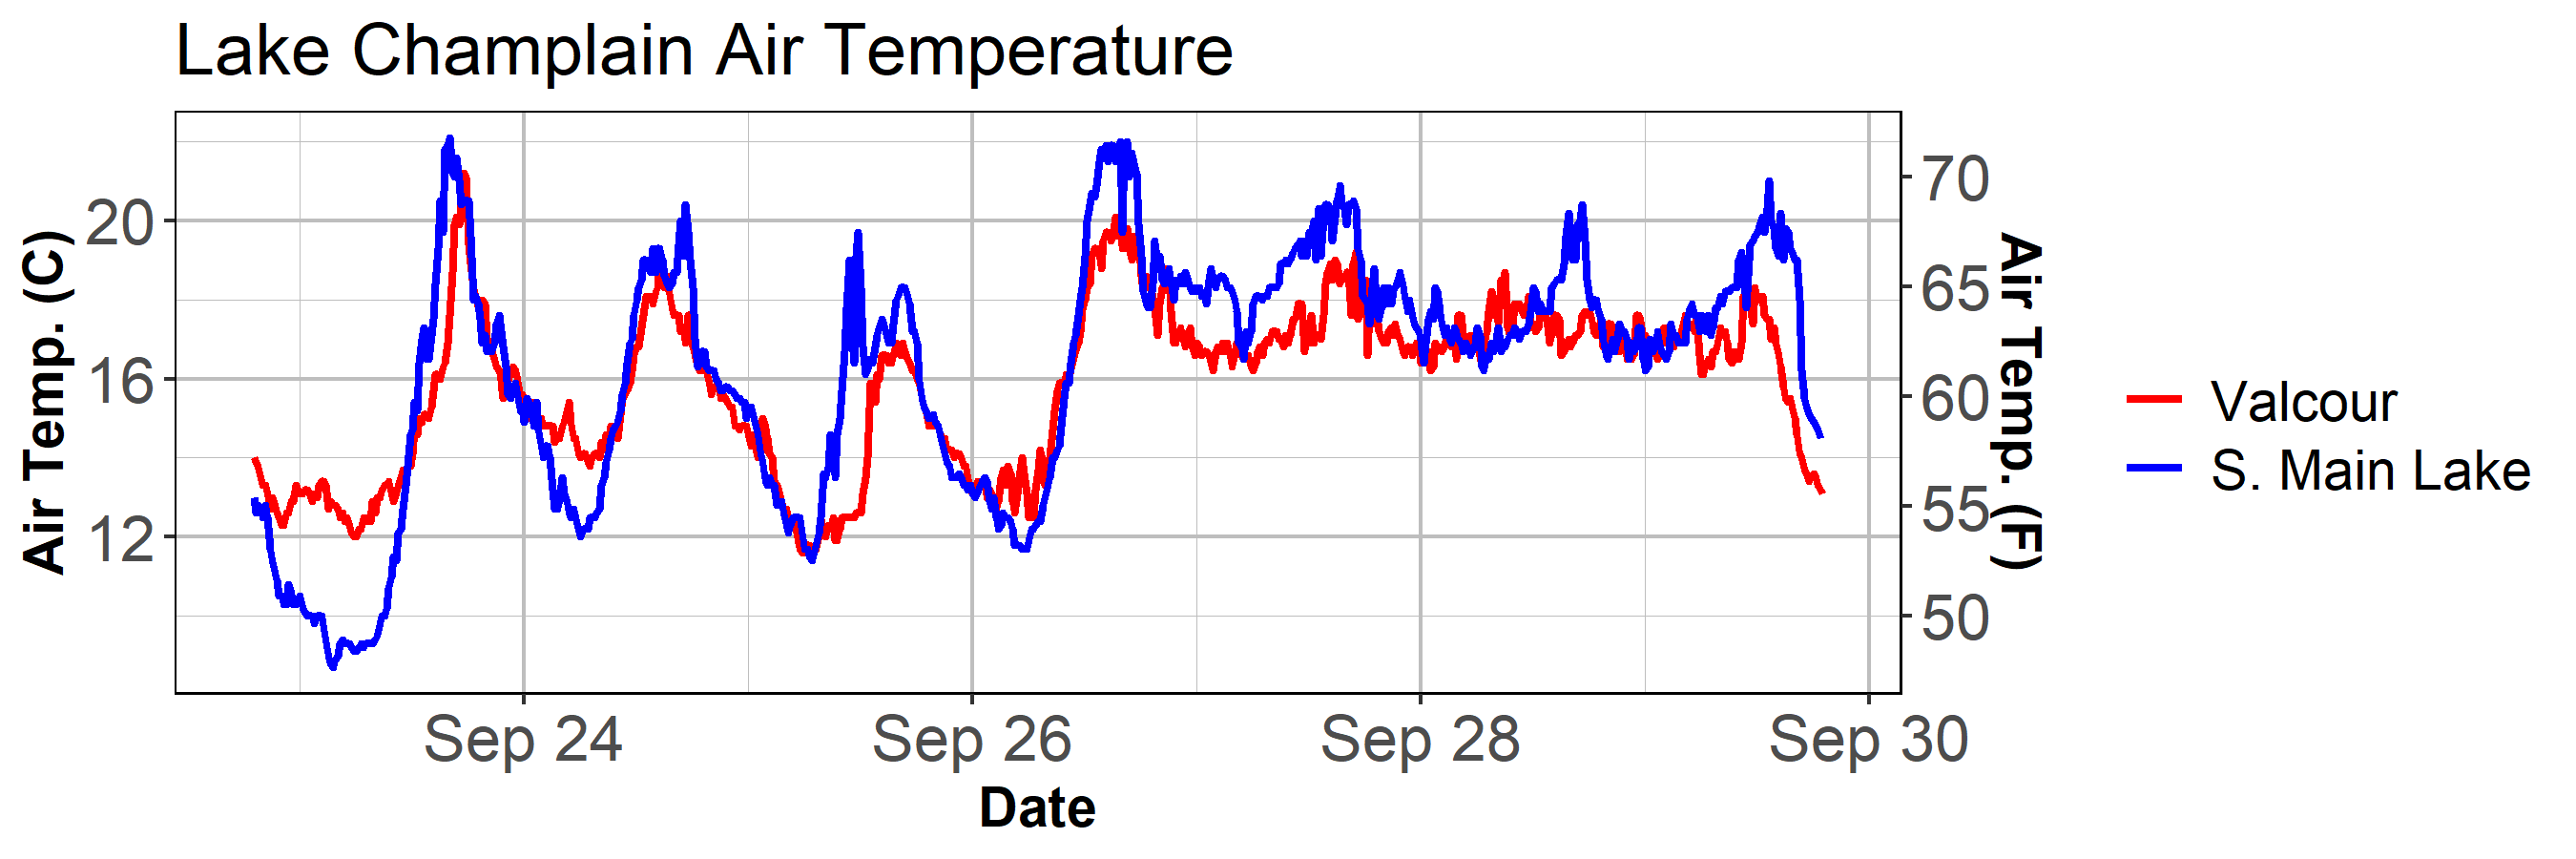 Lake Champlain Air Temperature
Air Temp. (C)
20
16
12
70
65
60
55
50
Air Temp. (F)
Sep 24
Sep 26
Sep 28
Sep 30
Date
Valcour
S. Main Lake